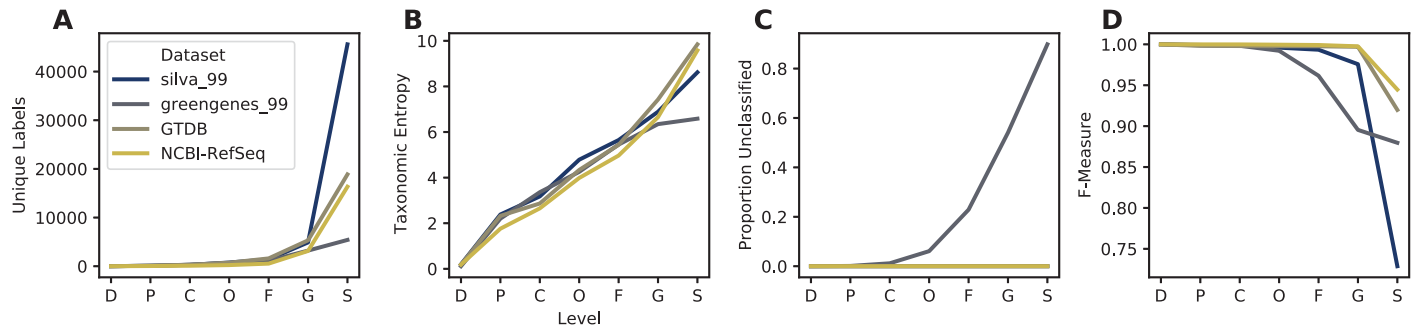 A
Unique Labels
40000
30000
20000
10000
0
Dataset
silva_99
greengenes_99
GTDB
NCBI-RefSeq
D P C O F G S
B
Taxonomic Entropy
10
8
6
4
2
0
D P C O F G S
Level
C
Proportion Unclassified
0.8
0.6
0.4
0.2
0.0
D P C O F G S
D
F-Measure
1.00
0.95
0.90
0.85
0.80
0.75
D P C O F G S